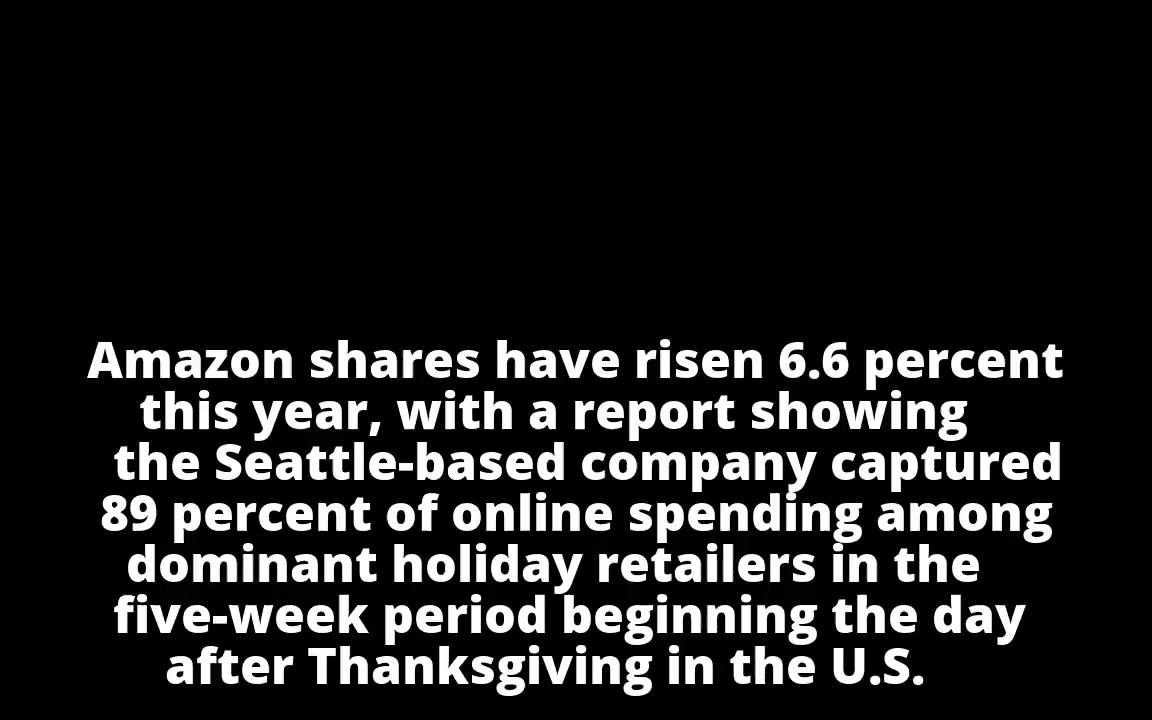 Amazon shares have risen 6.6 percent
this year, with a report showing
the Seattle-based company captured
89 percent of online spending among
dominant holiday retailers in the
five-week period beginning the day
after Thanksgiving in the U.S.